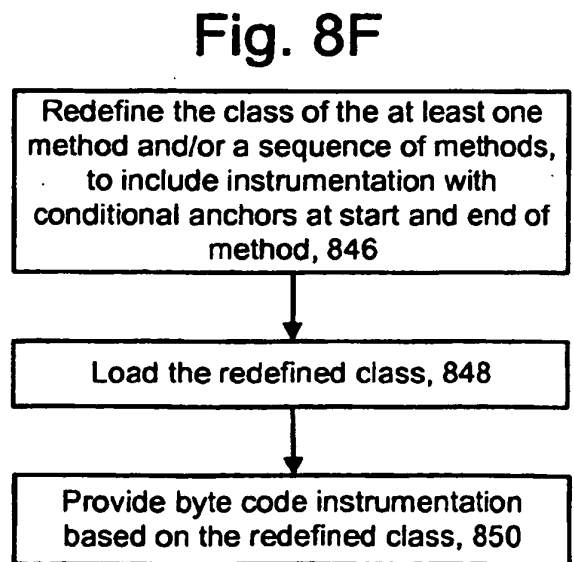 Fig. 8F
Redefine the class of the at least one
method and/or a sequence of methods,
to include instrumentation with
conditional anchors at start and end of
method, 846
Load the redefined class, 848
Provide byte code instrumentation
based on the redefined class, 850